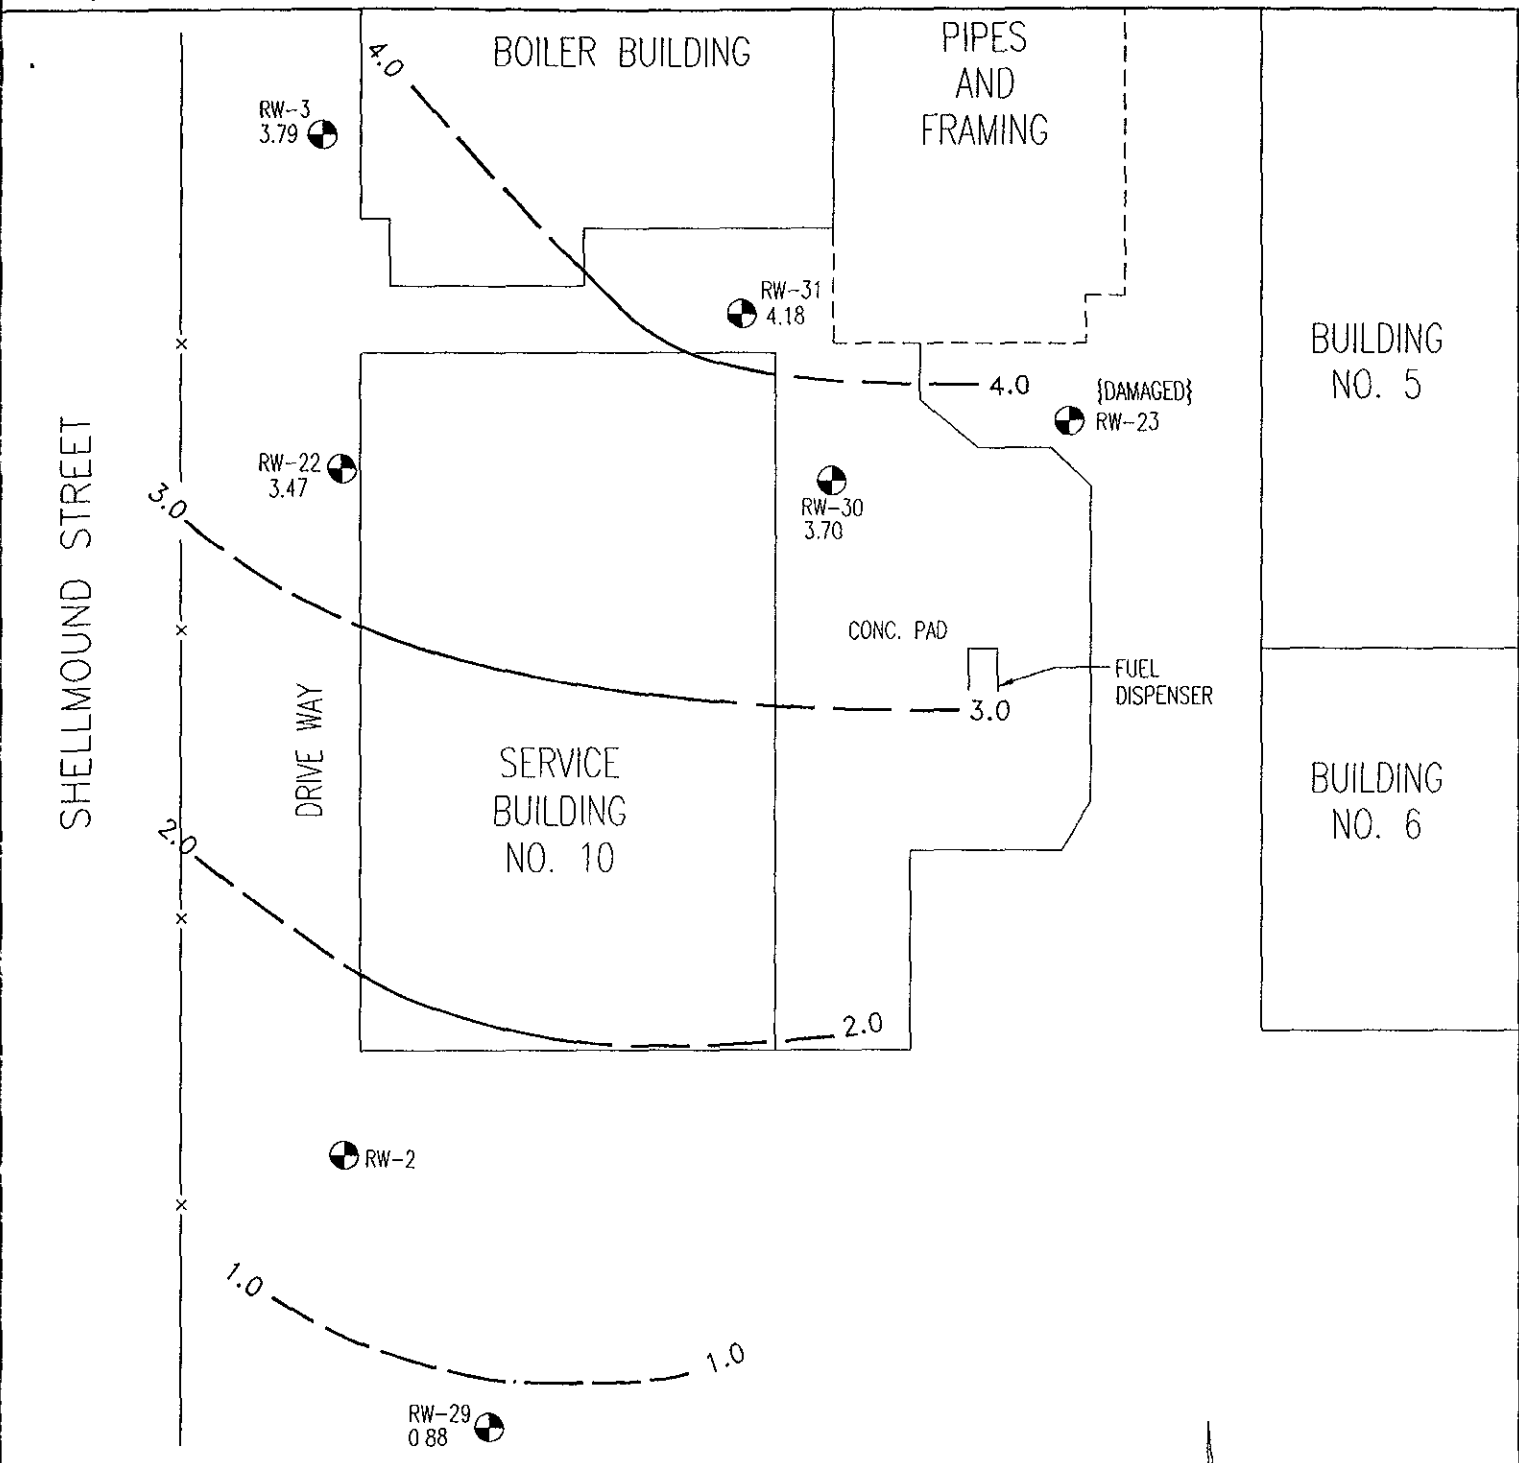 4.0
BOILER BUILDING
PIPES
AND
FRAMING
RW-3
3.79
RW-31
4.18
BUILDING
NO. 5
4.0
{DAMAGED}
RW-23
RW-22
3.47
3.0
RW-30
3.70
SHELLMOUND STREET
CONC. PAD
FUEL
DISPENSER
3.0
DRIVE WAY
SERVICE
BUILDING
NO. 10
BUILDING
NO. 6
2.0
2.0
RW-2
1.0
1.0
RW-29
0 88